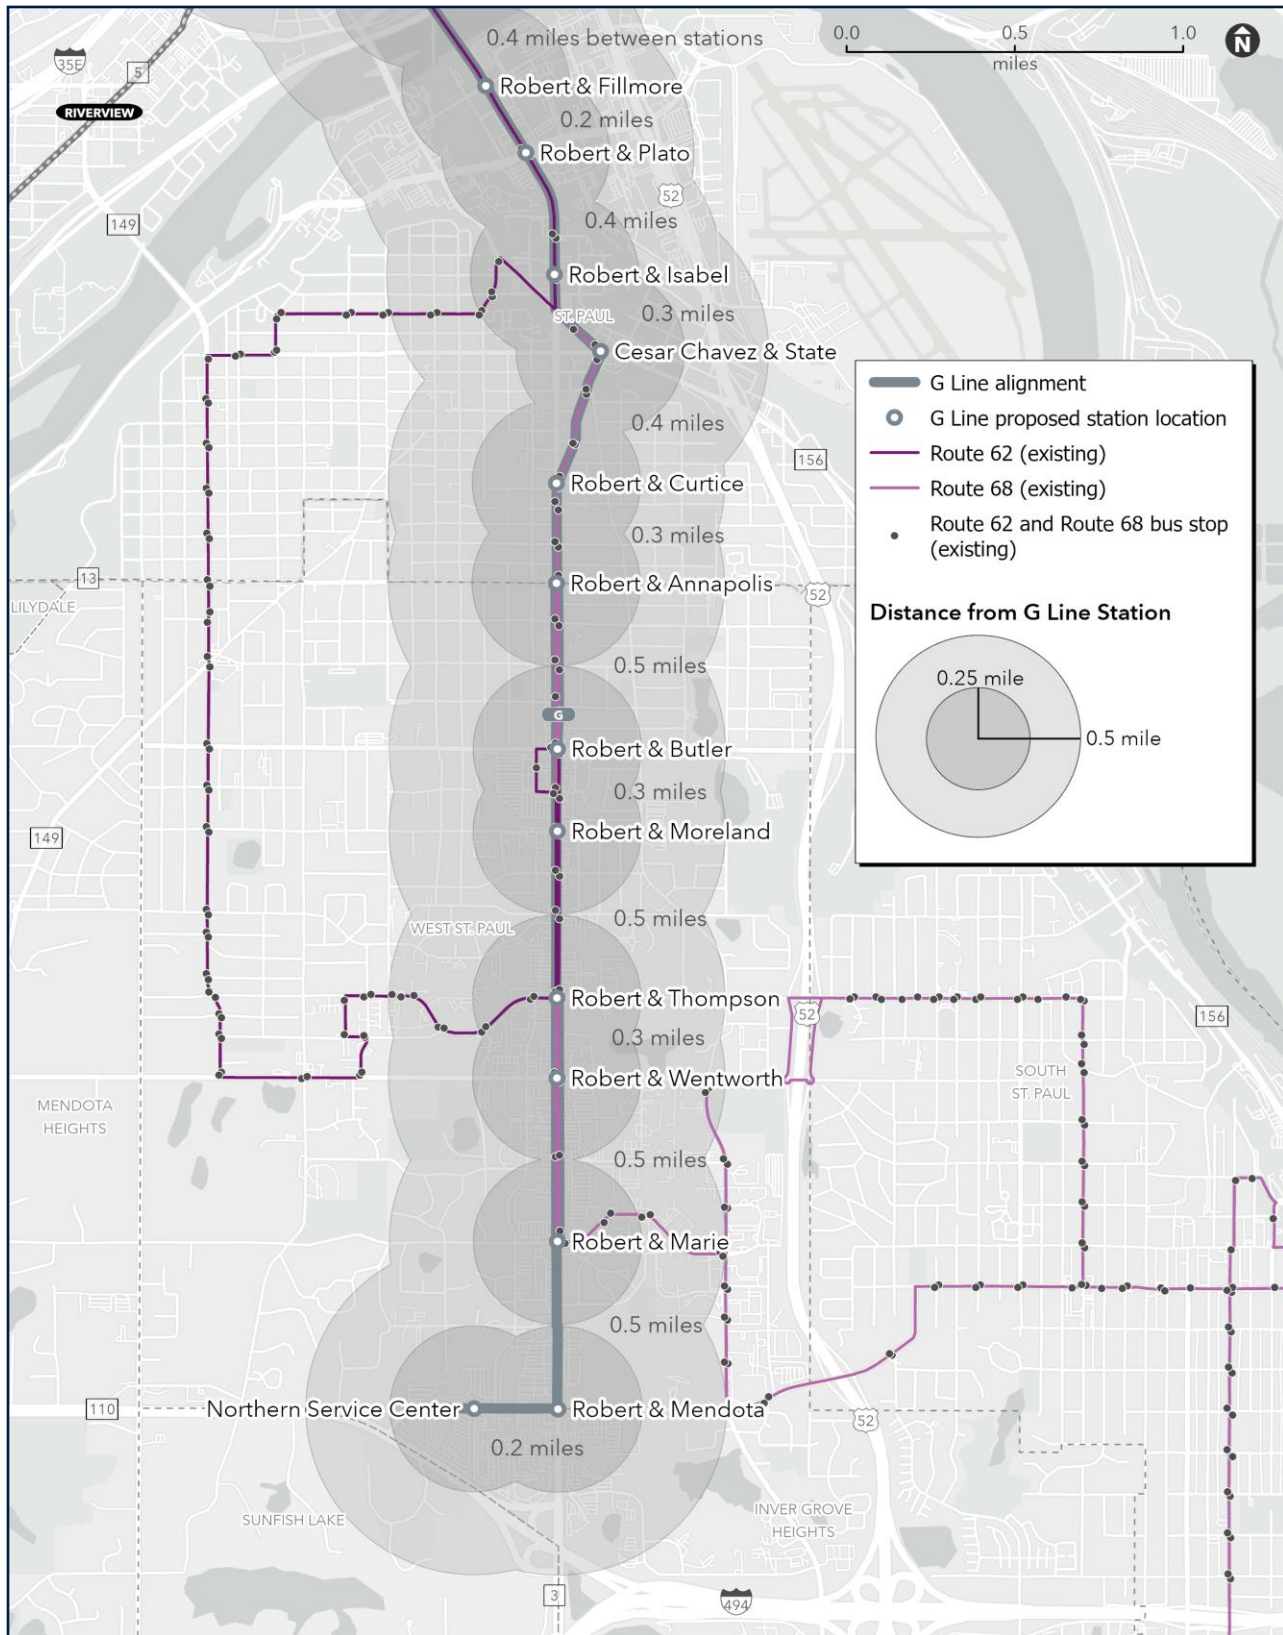 0.4 miles between stations
0.0
0.5
1.0
miles
N
35E
5
RIVERVIEW
Robert & Fillmore
0.2 miles
Robert & Plato
52
149
0.4 miles
Robert & Isabel
0.3 miles
ST. PAUL
Cesar Chavez & State
0.4 miles
156
Robert & Curtice
0.3 miles
13
Robert & Annapolis
52
LILYDALE
0.5 miles
G
Robert & Butler
0.3 miles
Robert & Moreland
149
0.5 miles
WEST ST. PAUL
Robert & Thompson
52
156
0.3 miles
Robert & Wentworth
SOUTH
ST. PAUL
MENDOTA
HEIGHTS
0.5 miles
Robert & Marie
0.5 miles
110
Northern Service Center
Robert & Mendota
52
0.2 miles
SUNFISH LAKE
INVER GROVE
HEIGHTS
3
494
G Line alignment
G Line proposed station location
Route 62 (existing)
Route 68 (existing)
Route 62 and Route 68 bus stop
(existing)
Distance from G Line Station
0.25 mile
0.5 mile